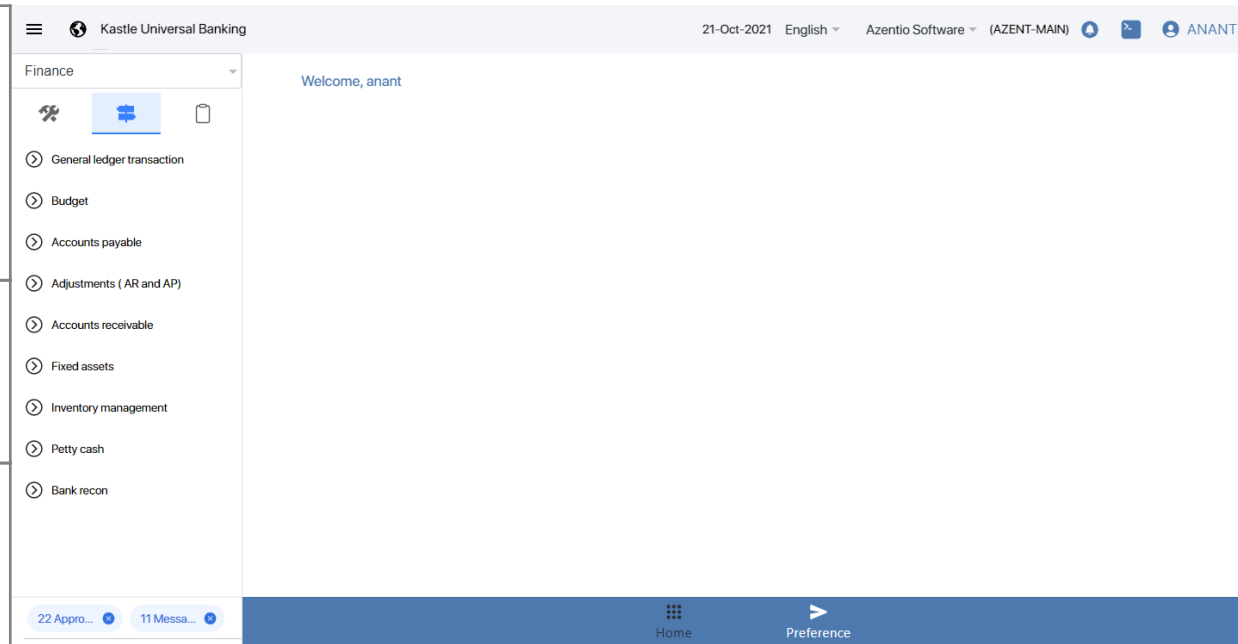 Kastle Universal Banking
21-Oct-2021 English Azentio Software (AZENT-MAIN) ANANT
Finance
Welcome, anant
General ledger transaction
Budget
Accounts payable
Adjustments ( AR and AP)
Accounts receivable
Fixed assets
Inventory management
Petty cash
Bank recon
22 Appro... 11 Messa...
Home Preference